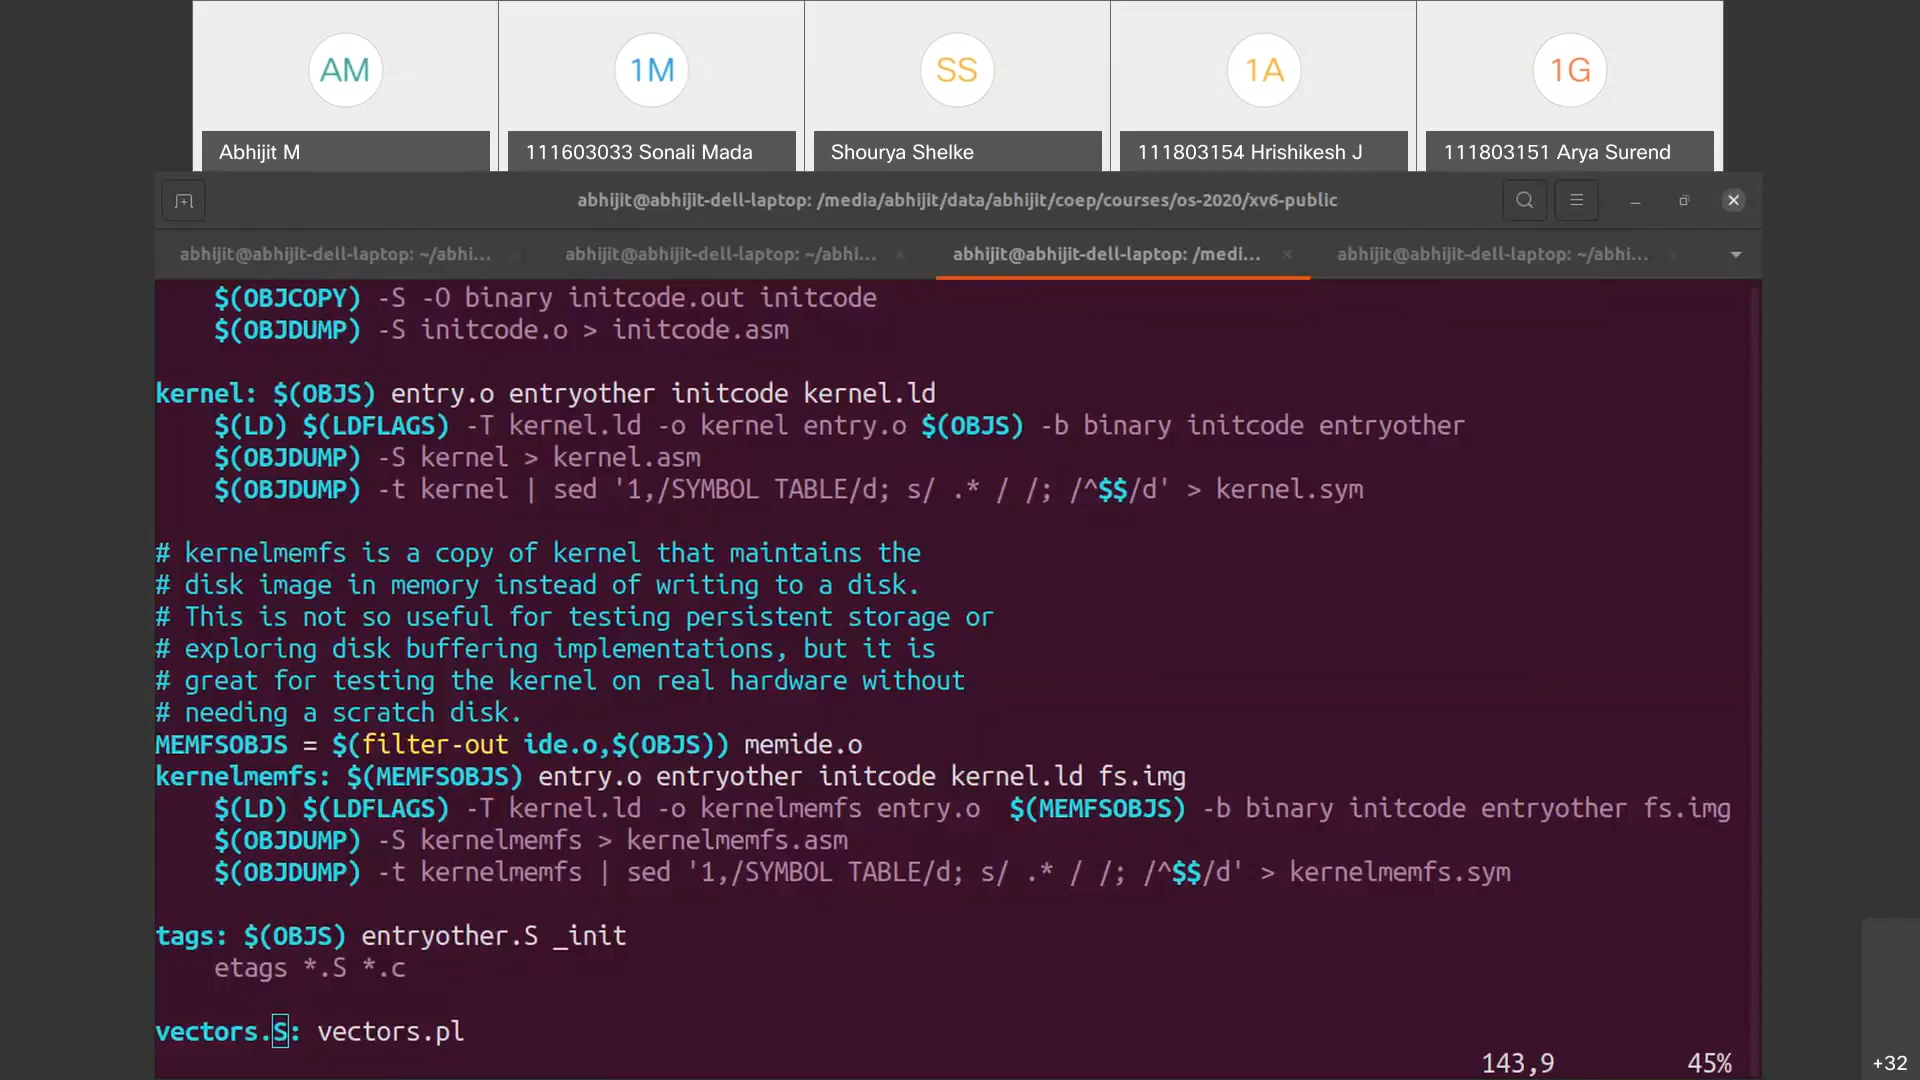 AM 1M SS 1A 1G
Abhijit M 111603033 Sonali Mada Shourya Shelke 111803154 Hrishikesh J 111803151 Arya Surend
abhijit@abhijit-dell-laptop: /media/abhijit/data/abhijit/coep/courses/os-2020/xv6-public
abhijit@abhijit-dell-laptop: ~/abhi... abhijit@abhijit-dell-laptop: ~/abhi... abhijit@abhijit-dell-laptop: /medi... abhijit@abhijit-dell-laptop: ~/abhi...
$(OBJCOPY) -S -O binary initcode.out initcode
$(OBJDUMP) -S initcode.o > initcode.asm
kernel: $(OBJS) entry.o entryother initcode kernel.ld
$(LD) $(LDFLAGS) -T kernel.ld -o kernel entry.o $(OBJS) -b binary initcode entryother
$(OBJDUMP) -S kernel > kernel.asm
$(OBJDUMP) -t kernel | sed '1,/SYMBOL TABLE/d; s/ .* / /; /^$$/d' > kernel.sym
# kernelmemfs is a copy of kernel that maintains the
# disk image in memory instead of writing to a disk.
# This is not so useful for testing persistent storage or
# exploring disk buffering implementations, but it is
# great for testing the kernel on real hardware without
# needing a scratch disk.
MEMFSOBJS = $(filter-out ide.o,$(OBJS)) memide.o
kernelmemfs: $(MEMFSOBJS) entry.o entryother initcode kernel.ld fs.img
$(LD) $(LDFLAGS) -T kernel.ld -o kernelmemfs entry.o  $(MEMFSOBJS) -b binary initcode entryother fs.img
$(OBJDUMP) -S kernelmemfs > kernelmemfs.asm
$(OBJDUMP) -t kernelmemfs | sed '1,/SYMBOL TABLE/d; s/ .* / /; /^$$/d' > kernelmemfs.sym
tags: $(OBJS) entryother.S _init
etags *.S *.c
vectors.S: vectors.pl
143,9 45%
+32